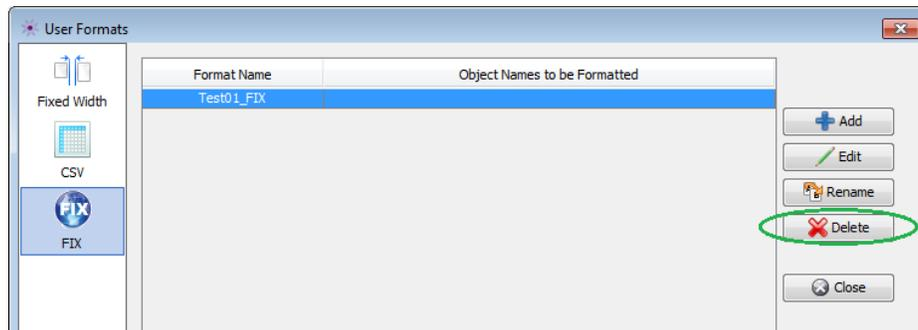 User Formats
Fixed Width
CSV
FIX
FIX
Format Name Object Names to be Formatted
Test01_FIX
Add
Edit
Rename
Delete
Close